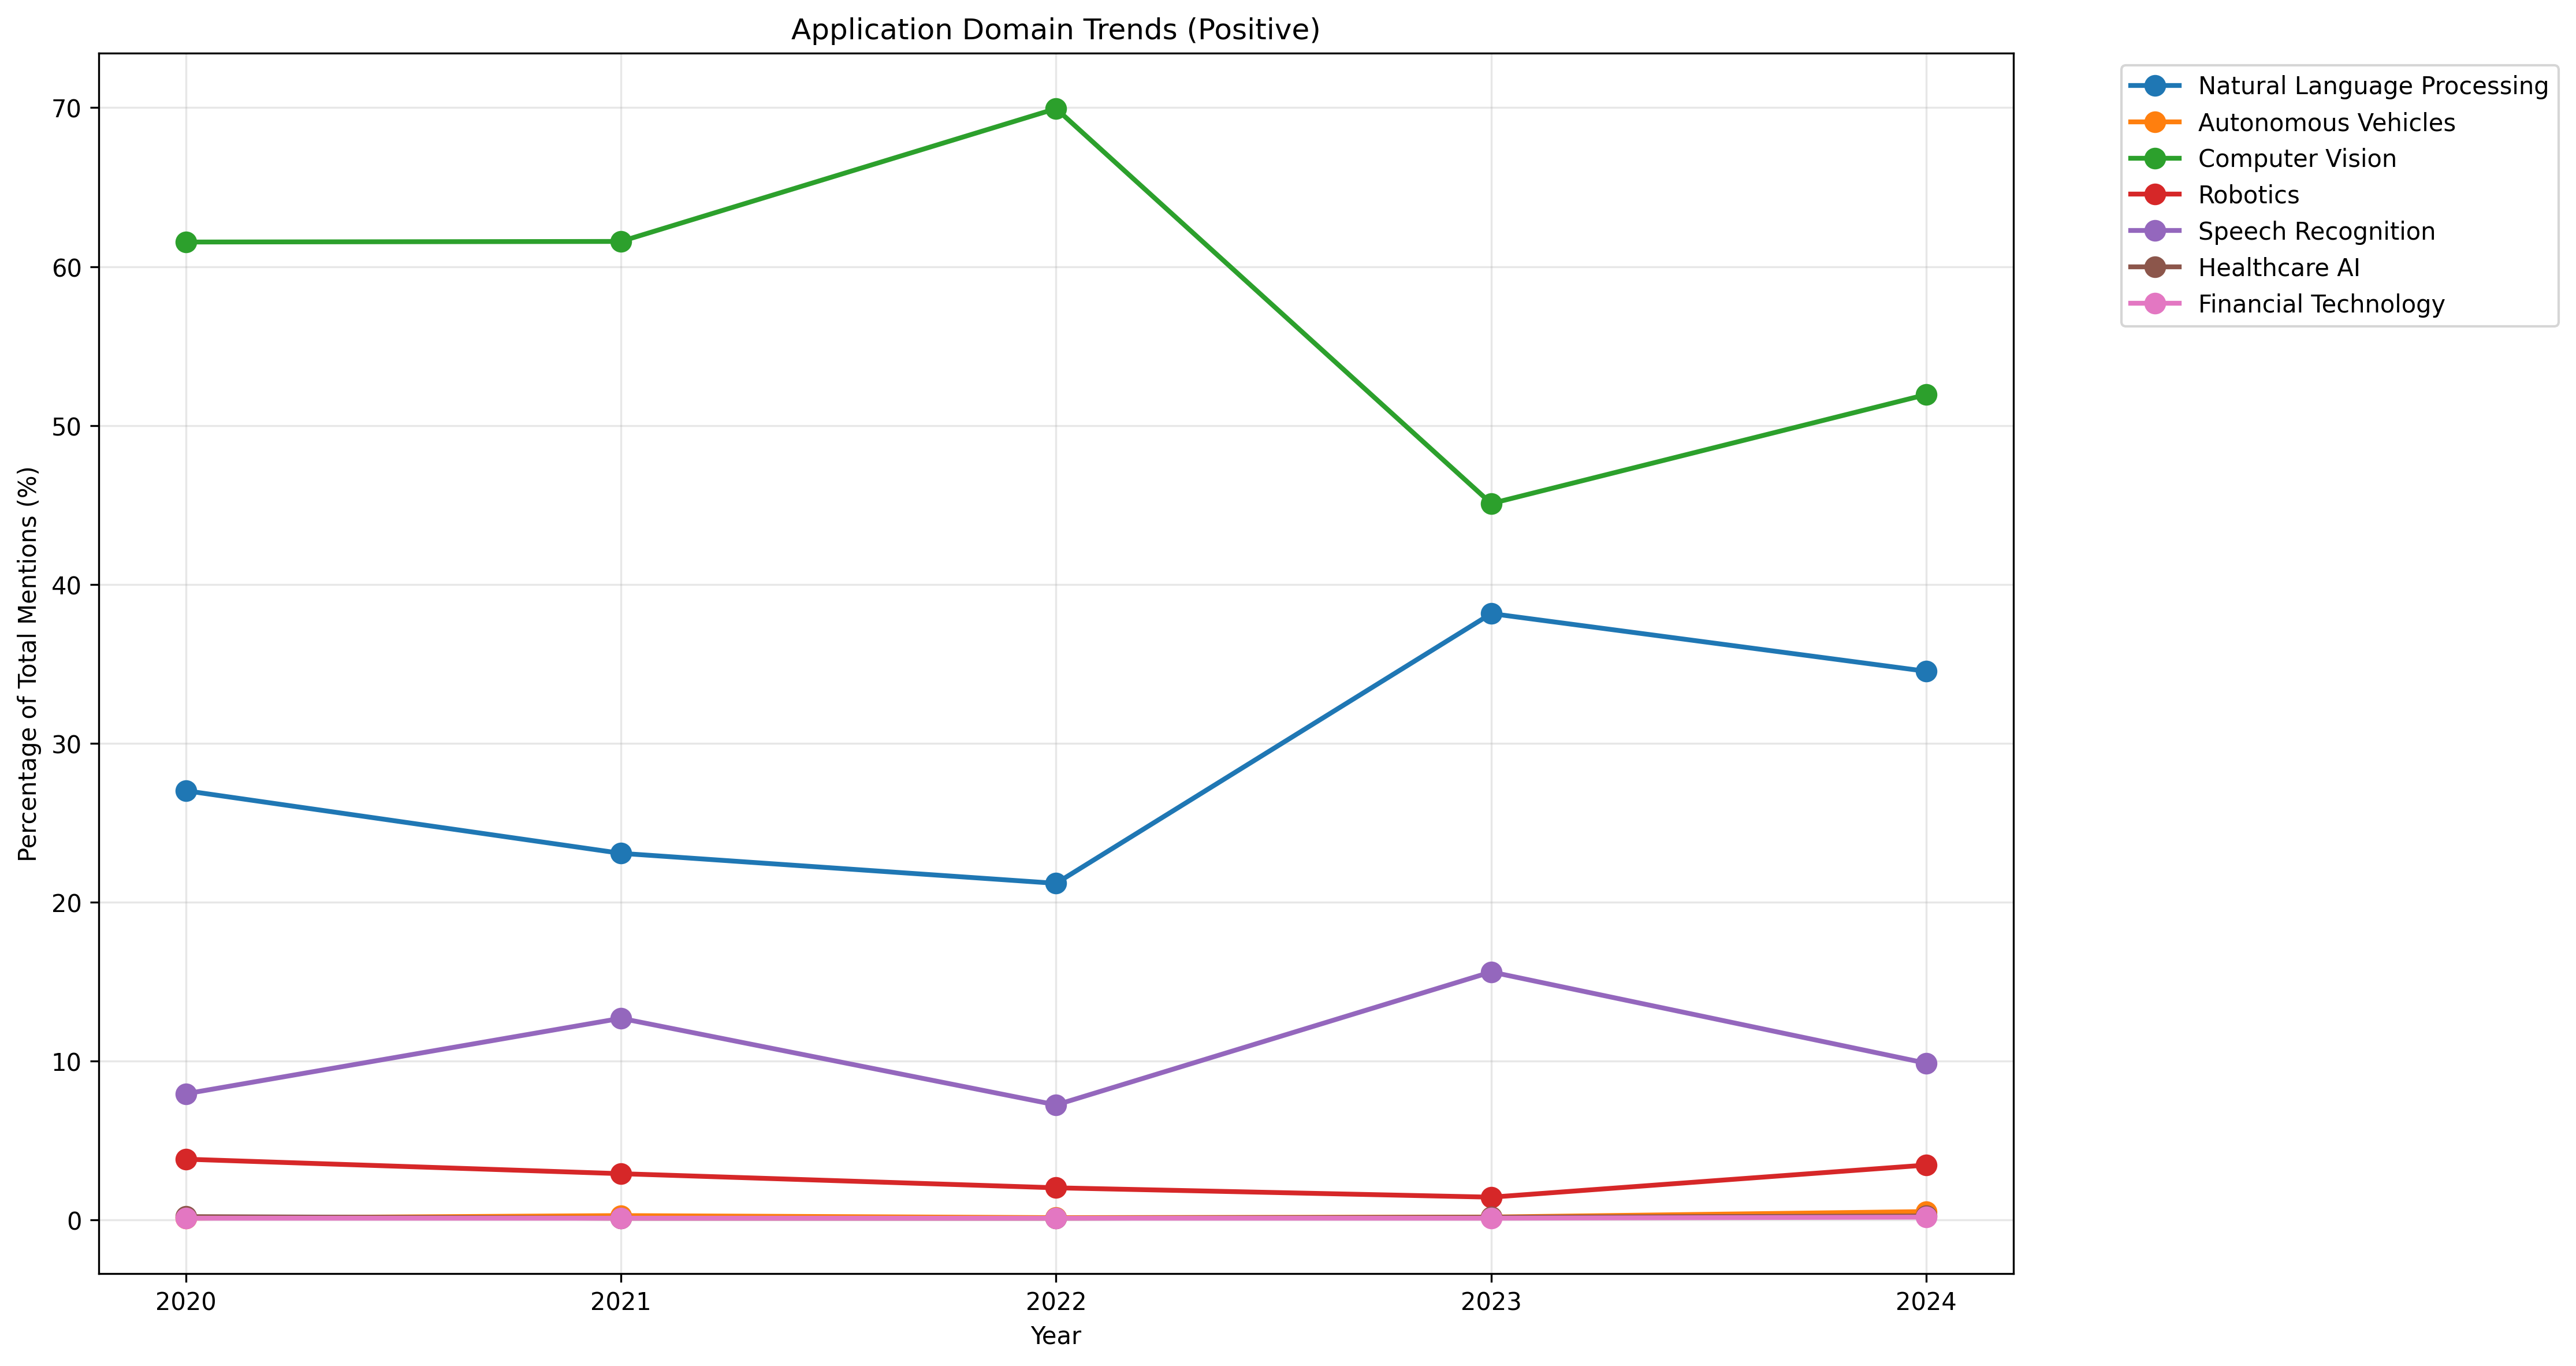 Application Domain Trends (Positive)
Percentage of Total Mentions (%)
70
60
50
40
30
20
10
0
2020
2021
2022
2023
2024
Year
Natural Language Processing
Autonomous Vehicles
Computer Vision
Robotics
Speech Recognition
Healthcare AI
Financial Technology